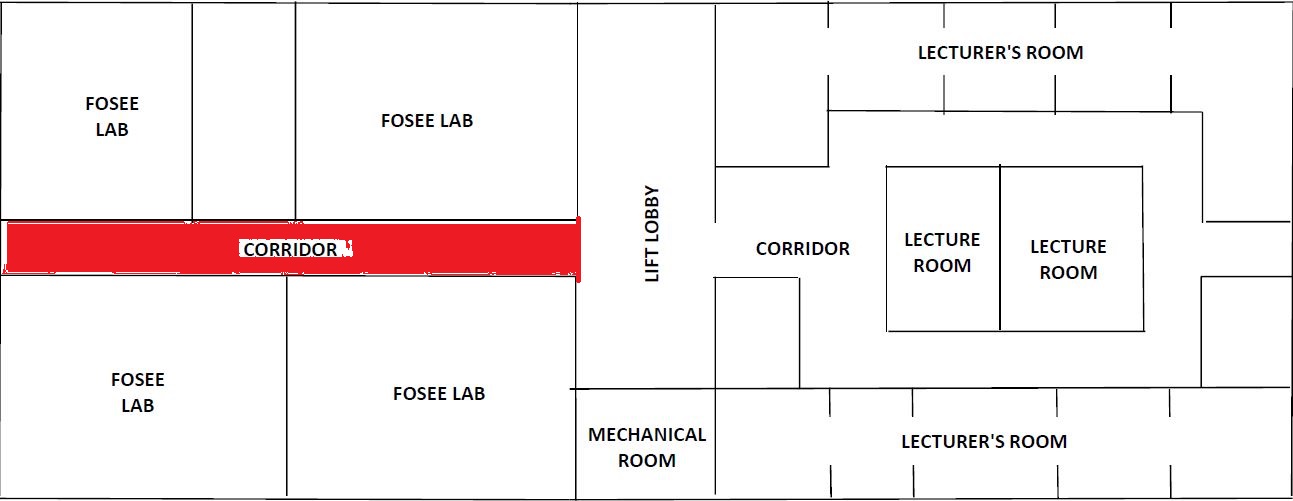 LECTURER'S ROOM
FOSEE
LAB
FOSEE LAB
LIFT LOBBY
CORRIDOR
CORRIDOR
LECTURE
ROOM
LECTURE
ROOM
FOSEE
LAB
FOSEE LAB
MECHANICAL
ROOM
LECTURER'S ROOM